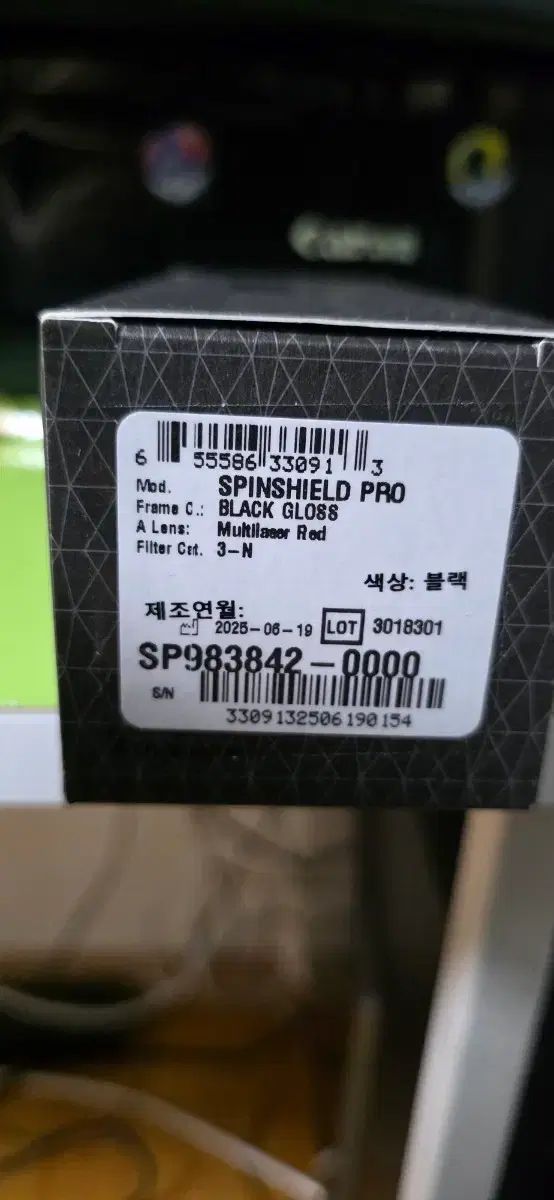 Canon
6 55586 33091 3
Mod. SPINSHIELD PRO
Frame C.: BLACK GLOSS
A Lens: Multilaser Red
Filter Cat. 3-N
색상: 블랙
제조연월:
2025-06-19 LOT 3018301
SP983842-0000
S/N
3309132506190154